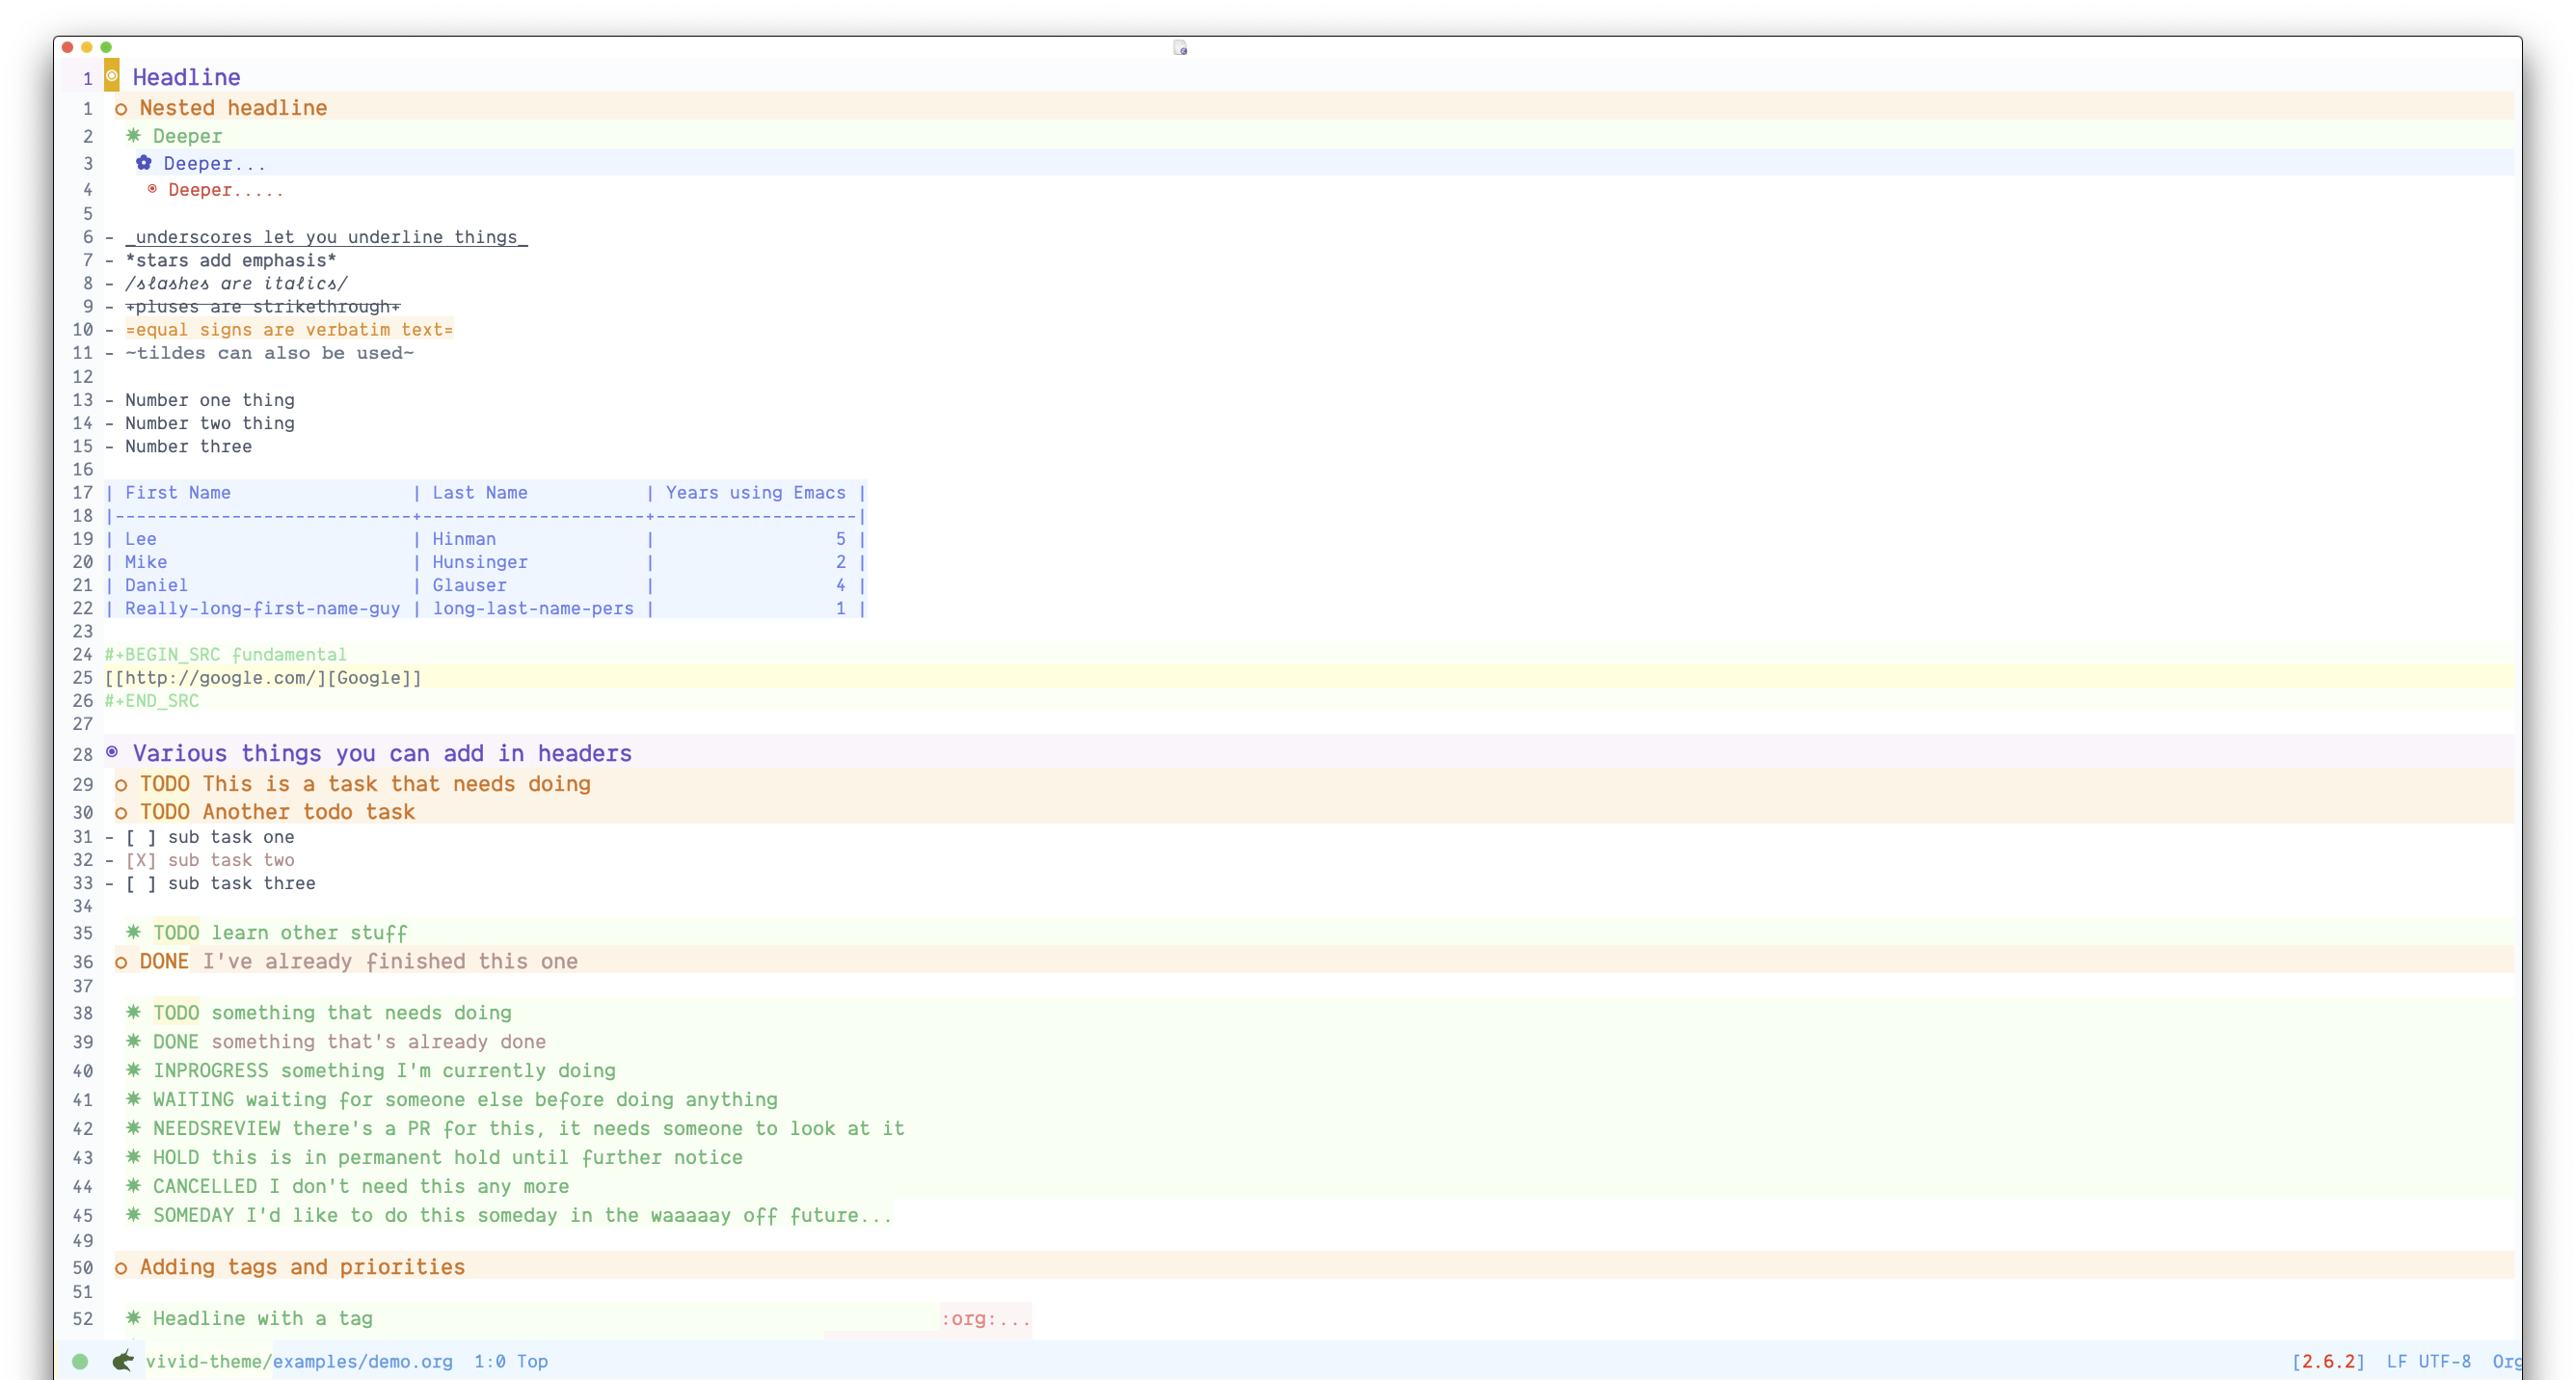 1 Headline
1 Nested headline
2 Deeper
3 Deeper...
4 Deeper.....
5
6 - _underscores let you underline things_
7 - *stars add emphasis*
8 - /slashes are italics/
9 - +pluses are strikethrough+
10 - =equal signs are verbatim text=
11 - ~tildes can also be used~
12
13 - Number one thing
14 - Number two thing
15 - Number three
16
17 | First Name                 | Last Name           | Years using Emacs |
18 |----------------------------+---------------------+-------------------|
19 | Lee                        | Hinman              |                 5 |
20 | Mike                       | Hunsinger           |                 2 |
21 | Daniel                     | Glauser             |                 4 |
22 | Really-long-first-name-guy | long-last-name-pers |                 1 |
23
24 #+BEGIN_SRC fundamental
25 [[http://google.com/][Google]]
26 #+END_SRC
27
28 Various things you can add in headers
29 TODO This is a task that needs doing
30 TODO Another todo task
31 - [ ] sub task one
32 - [X] sub task two
33 - [ ] sub task three
34
35 TODO learn other stuff
36 DONE I've already finished this one
37
38 TODO something that needs doing
39 DONE something that's already done
40 INPROGRESS something I'm currently doing
41 WAITING waiting for someone else before doing anything
42 NEEDSREVIEW there's a PR for this, it needs someone to look at it
43 HOLD this is in permanent hold until further notice
44 CANCELLED I don't need this any more
45 SOMEDAY I'd like to do this someday in the waaaaay off future...
49
50 Adding tags and priorities
51
52 Headline with a tag :org:...
vivid-theme/examples/demo.org 1:0 Top [2.6.2] LF UTF-8 Org